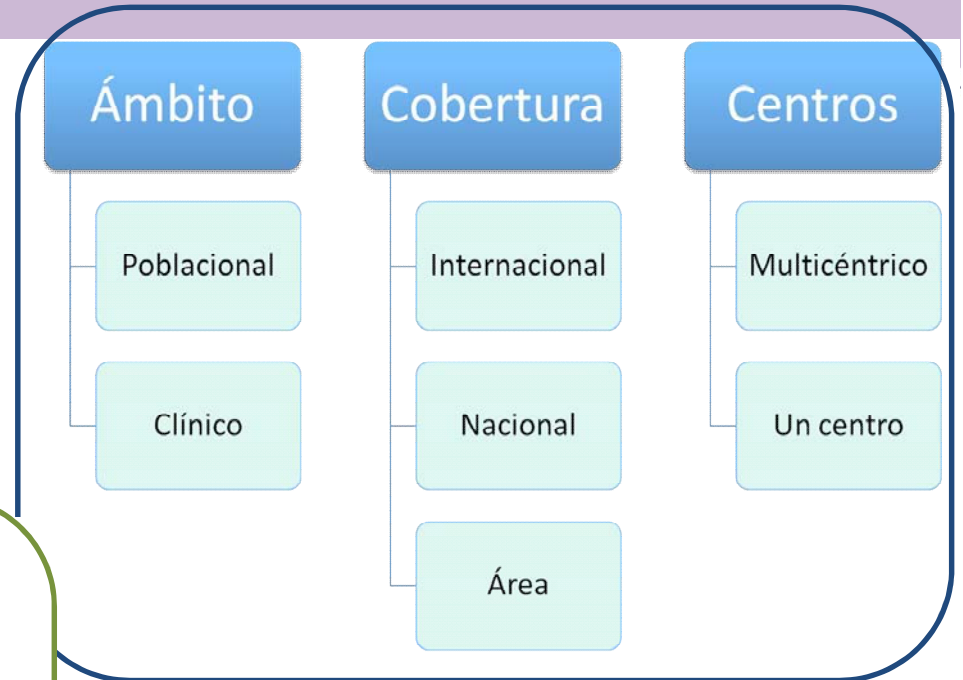 Ámbito
Poblacional
Clínico
Cobertura
Internacional
Nacional
Área
Centros
Multicéntrico
Un centro